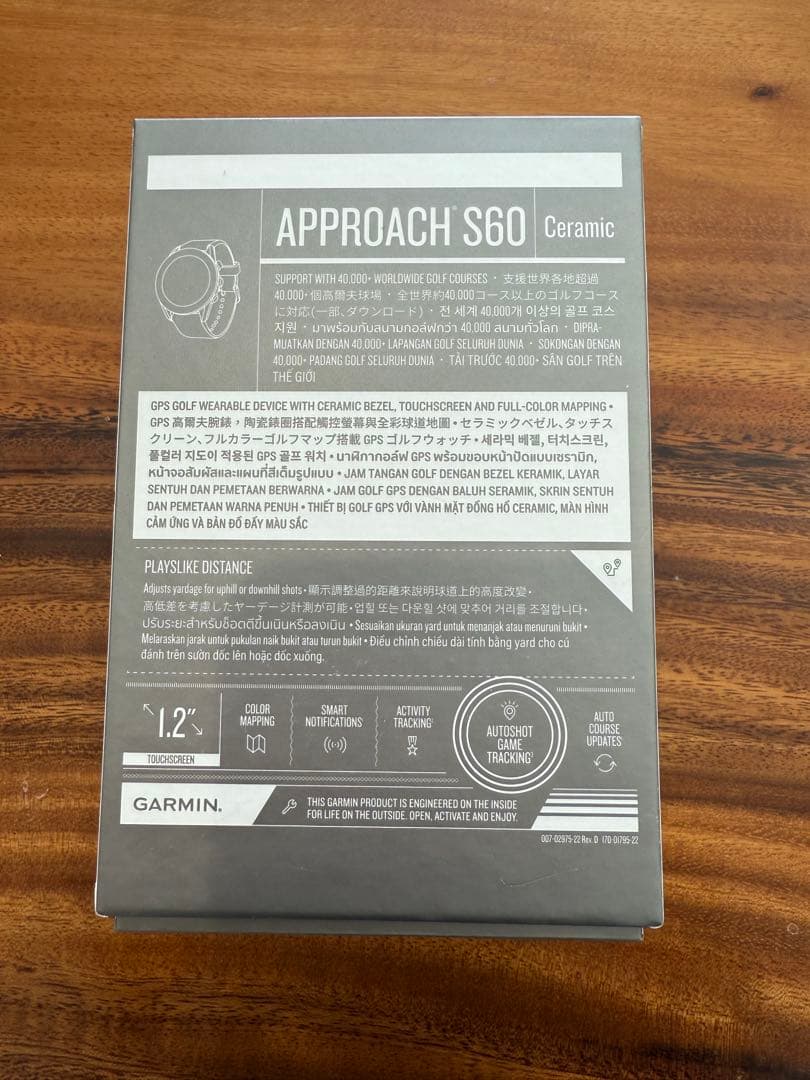 APPROACH® S60 Ceramic
SUPPORT WITH 40,000+ WORLDWIDE GOLF COURSES • 支援世界各地超過
40,000+ 個高爾夫球場 • 全世界約40,000コース以上のゴルフコース
に対応(一部、ダウンロード) • 전 세계 40,000개 이상의 골프 코스
지원 • มาพร้อมกับสนามกอล์ฟกว่า 40,000 สนามทั่วโลก • DIPRA-
MUATKAN DENGAN 40,000+ LAPANGAN GOLF SELURUH DUNIA • SOKONGAN DENGAN
40,000+ PADANG GOLF SELURUH DUNIA • TẢI TRƯỚC 40,000+ SÂN GOLF TRÊN
THẾ GIỚI
GPS GOLF WEARABLE DEVICE WITH CERAMIC BEZEL, TOUCHSCREEN AND FULL-COLOR MAPPING •
GPS 高爾夫腕錶，陶瓷錶圈搭配觸控螢幕與全彩球道地圖 • セラミックベゼル、タッチス
クリーン、フルカラーゴルフマップ搭載 GPS ゴルフウォッチ • 세라믹 베젤, 터치스크린,
풀컬러 지도이 적용된 GPS 골프 워치 • นาฬิกากอล์ฟ GPS พร้อมขอบหน้าปัดแบบเซรามิก,
หน้าจอสัมผัสและแผนที่สีเต็มรูปแบบ • JAM TANGAN GOLF DENGAN BEZEL KERAMIK, LAYAR
SENTUH DAN PEMETAAN BERWARNA • JAM GOLF GPS DENGAN BALUH SERAMIK, SKRIN SENTUH
DAN PEMETAAN WARNA PENUH • THIẾT BỊ GOLF GPS VỚI VÀNH MẶT ĐỒNG HỒ CERAMIC, MÀN HÌNH
CẢM ỨNG VÀ BẢN ĐỒ ĐẦY MÀU SẮC
PLAYSLIKE DISTANCE
Adjusts yardage for uphill or downhill shots • 顯示調整過的距離來說明球道上的高度改變 •
高低差を考慮したヤーデージ計測が可能 • 업힐 또는 다운힐 샷에 맞추어 거리를 조절합니다 •
ปรับระยะสำหรับช็อตตีขึ้นเนินหรือลงเนิน • Sesuaikan ukuran yard untuk menanjak atau menuruni bukit •
Melaraskan jarak untuk pukulan naik bukit atau turun bukit • Điều chỉnh chiều dài tính bằng yard cho cú
đánh trên sườn dốc lên hoặc dốc xuống.
1.2"
TOUCHSCREEN
COLOR
MAPPING
SMART
NOTIFICATIONS
ACTIVITY
TRACKING
AUTOSHOT
GAME
TRACKING
AUTO
COURSE
UPDATES
GARMIN®
THIS GARMIN PRODUCT IS ENGINEERED ON THE INSIDE
FOR LIFE ON THE OUTSIDE. OPEN, ACTIVATE AND ENJOY.
007-02975-22 Rev. D 170-01795-22